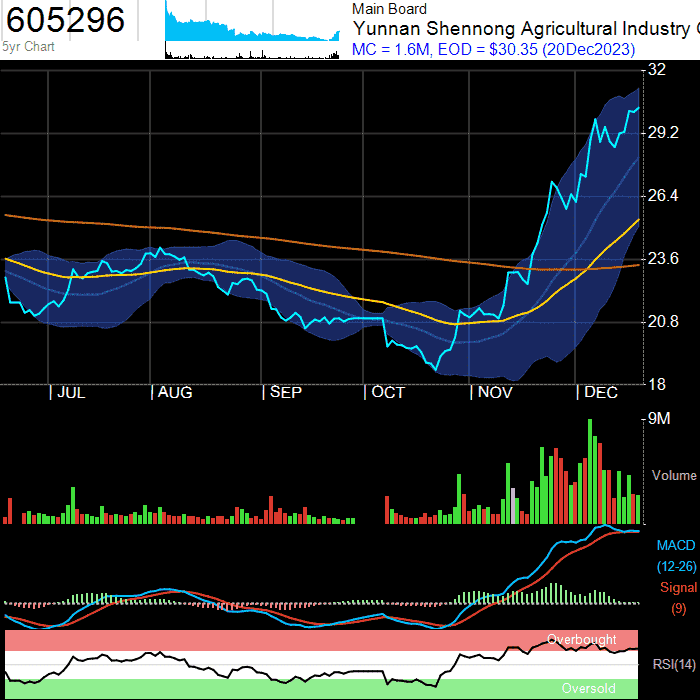 605296
5yr Chart
Main Board
Yunnan Shennong Agricultural Industry
MC = 1.6M, EOD = $30.35 (20Dec2023)
32
29.2
26.4
23.6
20.8
18
| JUL | AUG | SEP | OCT | NOV | DEC
9M
Volume
MACD
(12-26)
Signal
(9)
Overbought
RSI(14)
Oversold